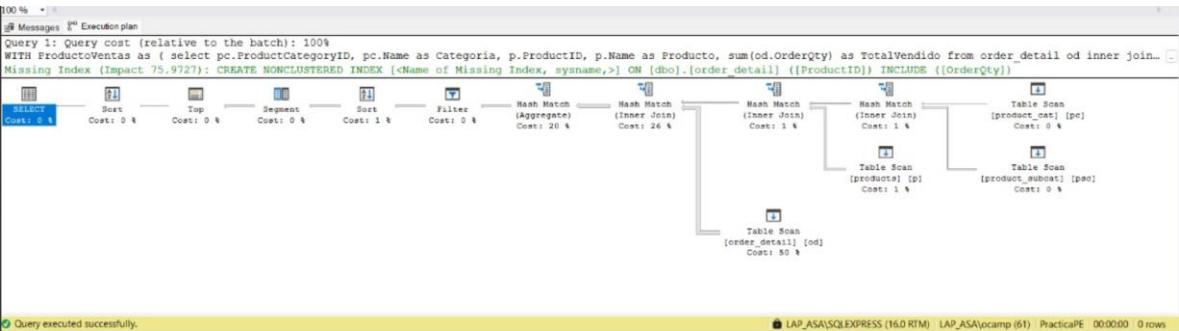 100 %
Messages Execution plan
Query 1: Query cost (relative to the batch): 100%
WITH ProductoVentas as ( select pc.ProductCategoryID, pc.Name as Categoria, p.ProductID, p.Name as Producto, sum(od.OrderQty) as TotalVendido from order_detail od inner join…
Missing Index (Impact 75.9727): CREATE NONCLUSTERED INDEX [<Name of Missing Index, sysname,>] ON [dbo].[order_detail] ([ProductID]) INCLUDE ([OrderQty])
SELECT
Cost: 0 %
Sort
Cost: 0 %
Top
Cost: 0 %
Segment
Cost: 0 %
Sort
Cost: 1 %
Filter
Cost: 0 %
Hash Match
(Aggregate)
Cost: 20 %
Hash Match
(Inner Join)
Cost: 26 %
Hash Match
(Inner Join)
Cost: 1 %
Hash Match
(Inner Join)
Cost: 1 %
Table Scan
[product_cat] [pc]
Cost: 0 %
Table Scan
[products] [p]
Cost: 1 %
Table Scan
[product_subcat] [psc]
Cost: 0 %
Table Scan
[order_detail] [od]
Cost: 50 %
Query executed successfully.
LAP_ASA\SQLEXPRESS (16.0 RTM) LAP_ASA\ocamp (61) PracticaPE 00:00:00 0 rows